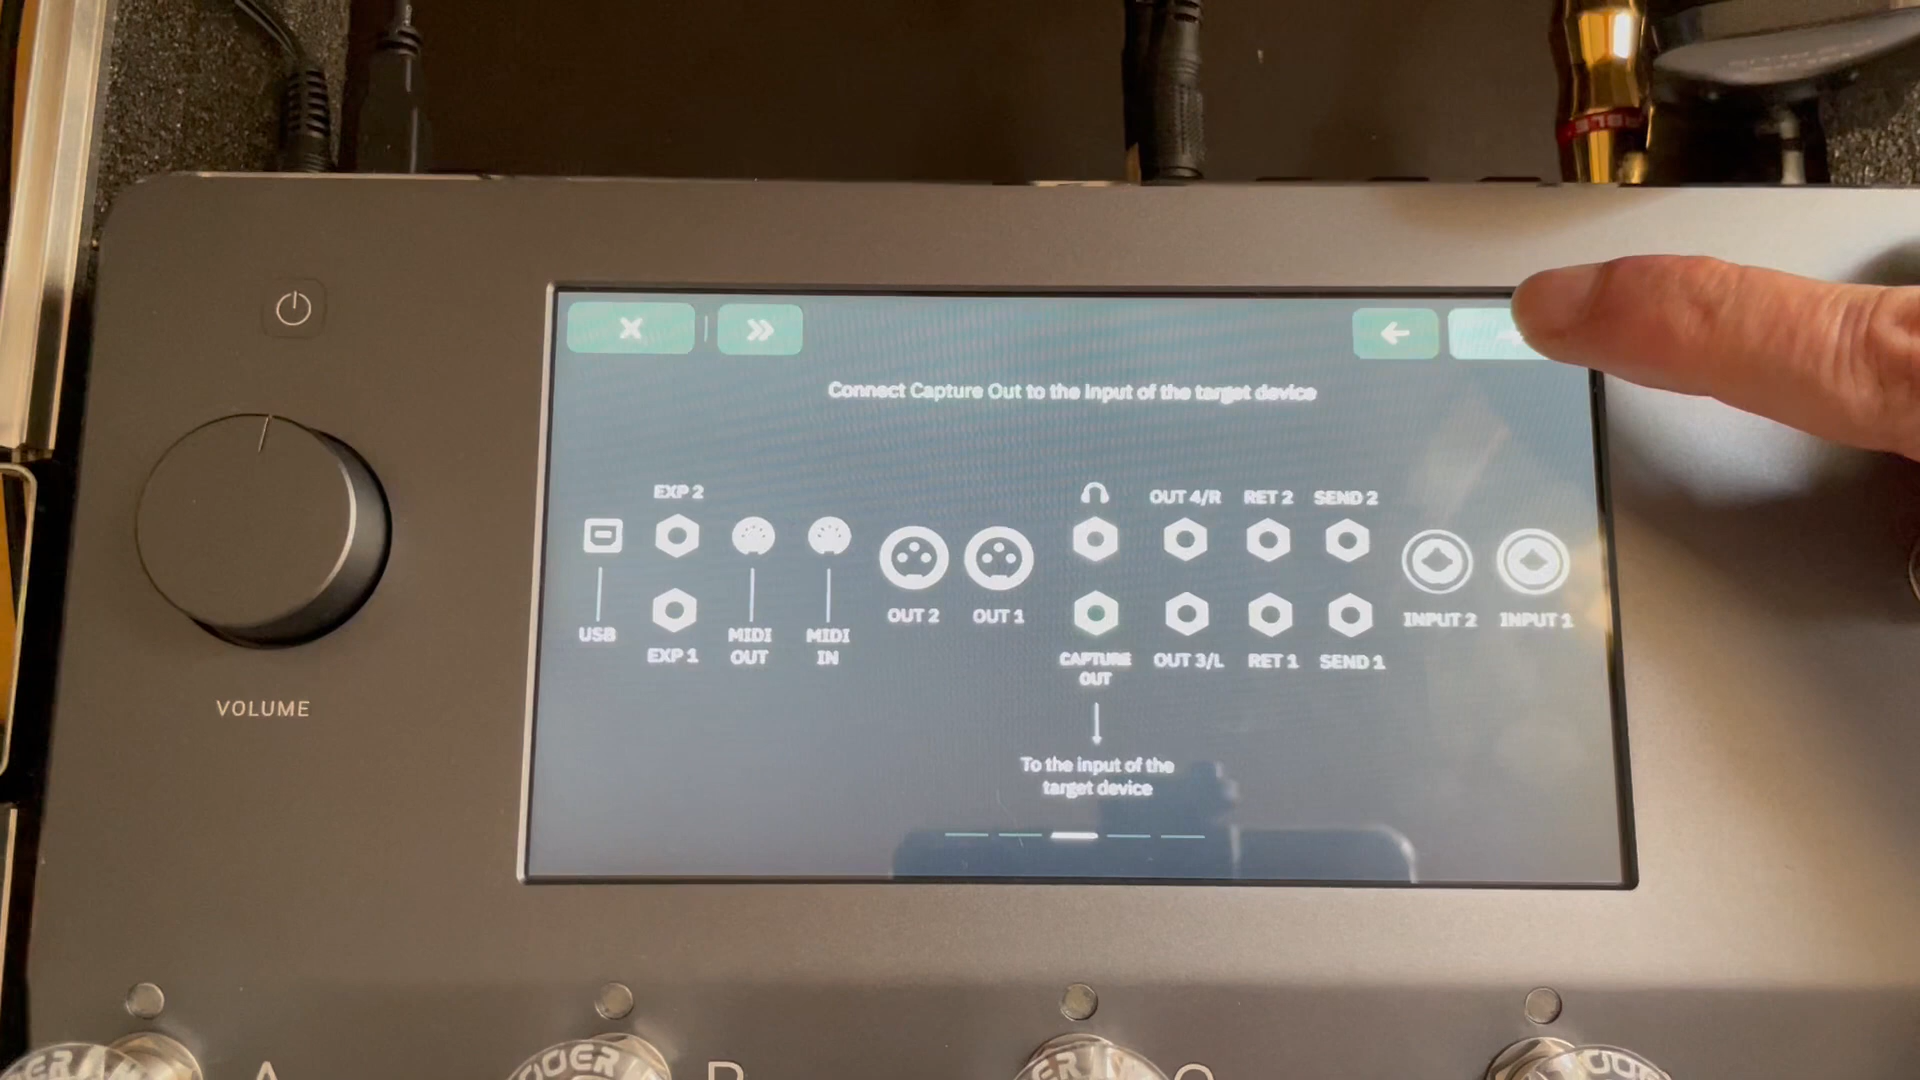 Connect Capture Out to the input of the target device
EXP 2
OUT 4/R
RET 2
SEND 2
OUT 2
OUT 1
INPUT 2
INPUT 1
USB
MIDI
OUT
MIDI
IN
EXP 1
CAPTURE
OUT
OUT 3/L
RET 1
SEND 1
To the input of the
target device
VOLUME